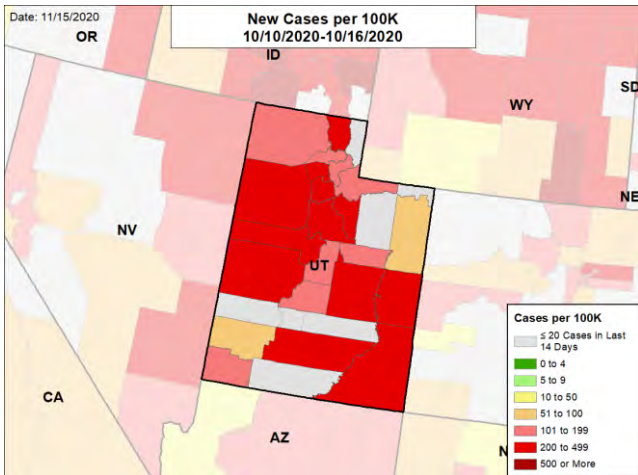 Date: 11/15/2020
New Cases per 100K
10/10/2020-10/16/2020
OR
ID
SD
WY
NE
NV
UT
CA
AZ
N
Cases per 100K
≤ 20 Cases in Last
14 Days
0 to 4
5 to 9
10 to 50
51 to 100
101 to 199
200 to 499
500 or More